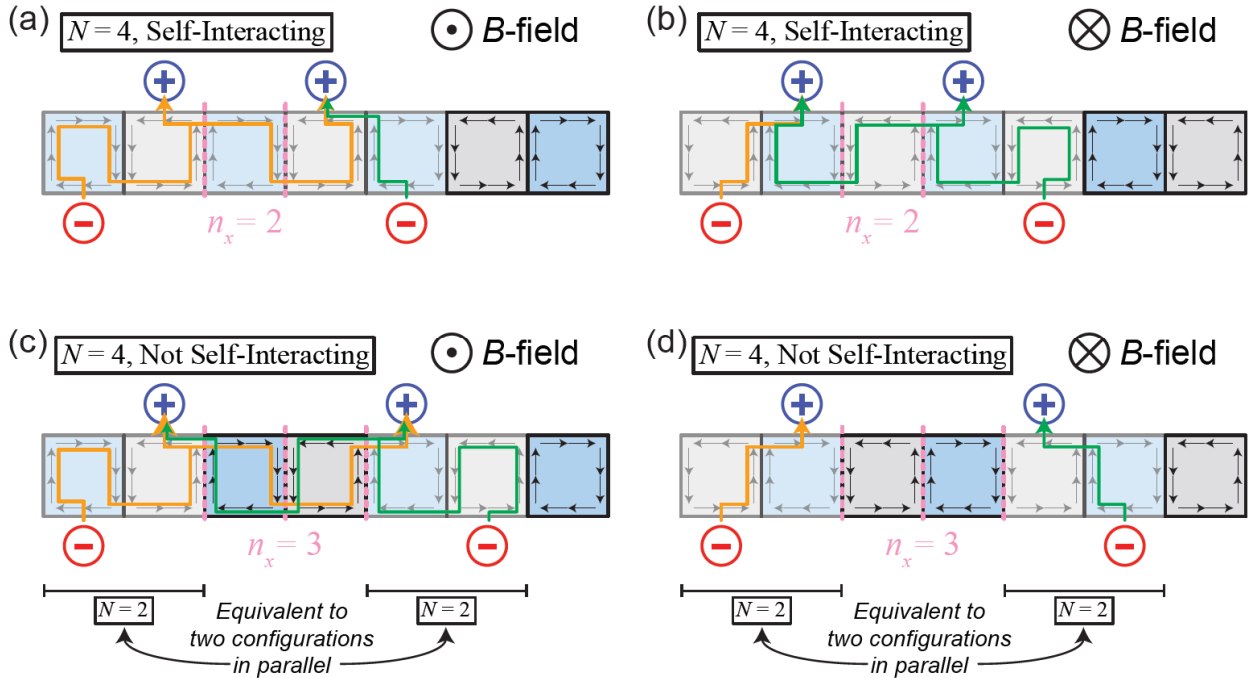 (a) N = 4, Self-Interacting B-field
+ +
n_x = 2
− −
(b) N = 4, Self-Interacting B-field
+ +
n_x = 2
− −
(c) N = 4, Not Self-Interacting B-field
+ +
n_x = 3
− −
N = 2 N = 2
Equivalent to
two configurations
in parallel
(d) N = 4, Not Self-Interacting B-field
+ +
n_x = 3
− −
N = 2 N = 2
Equivalent to
two configurations
in parallel